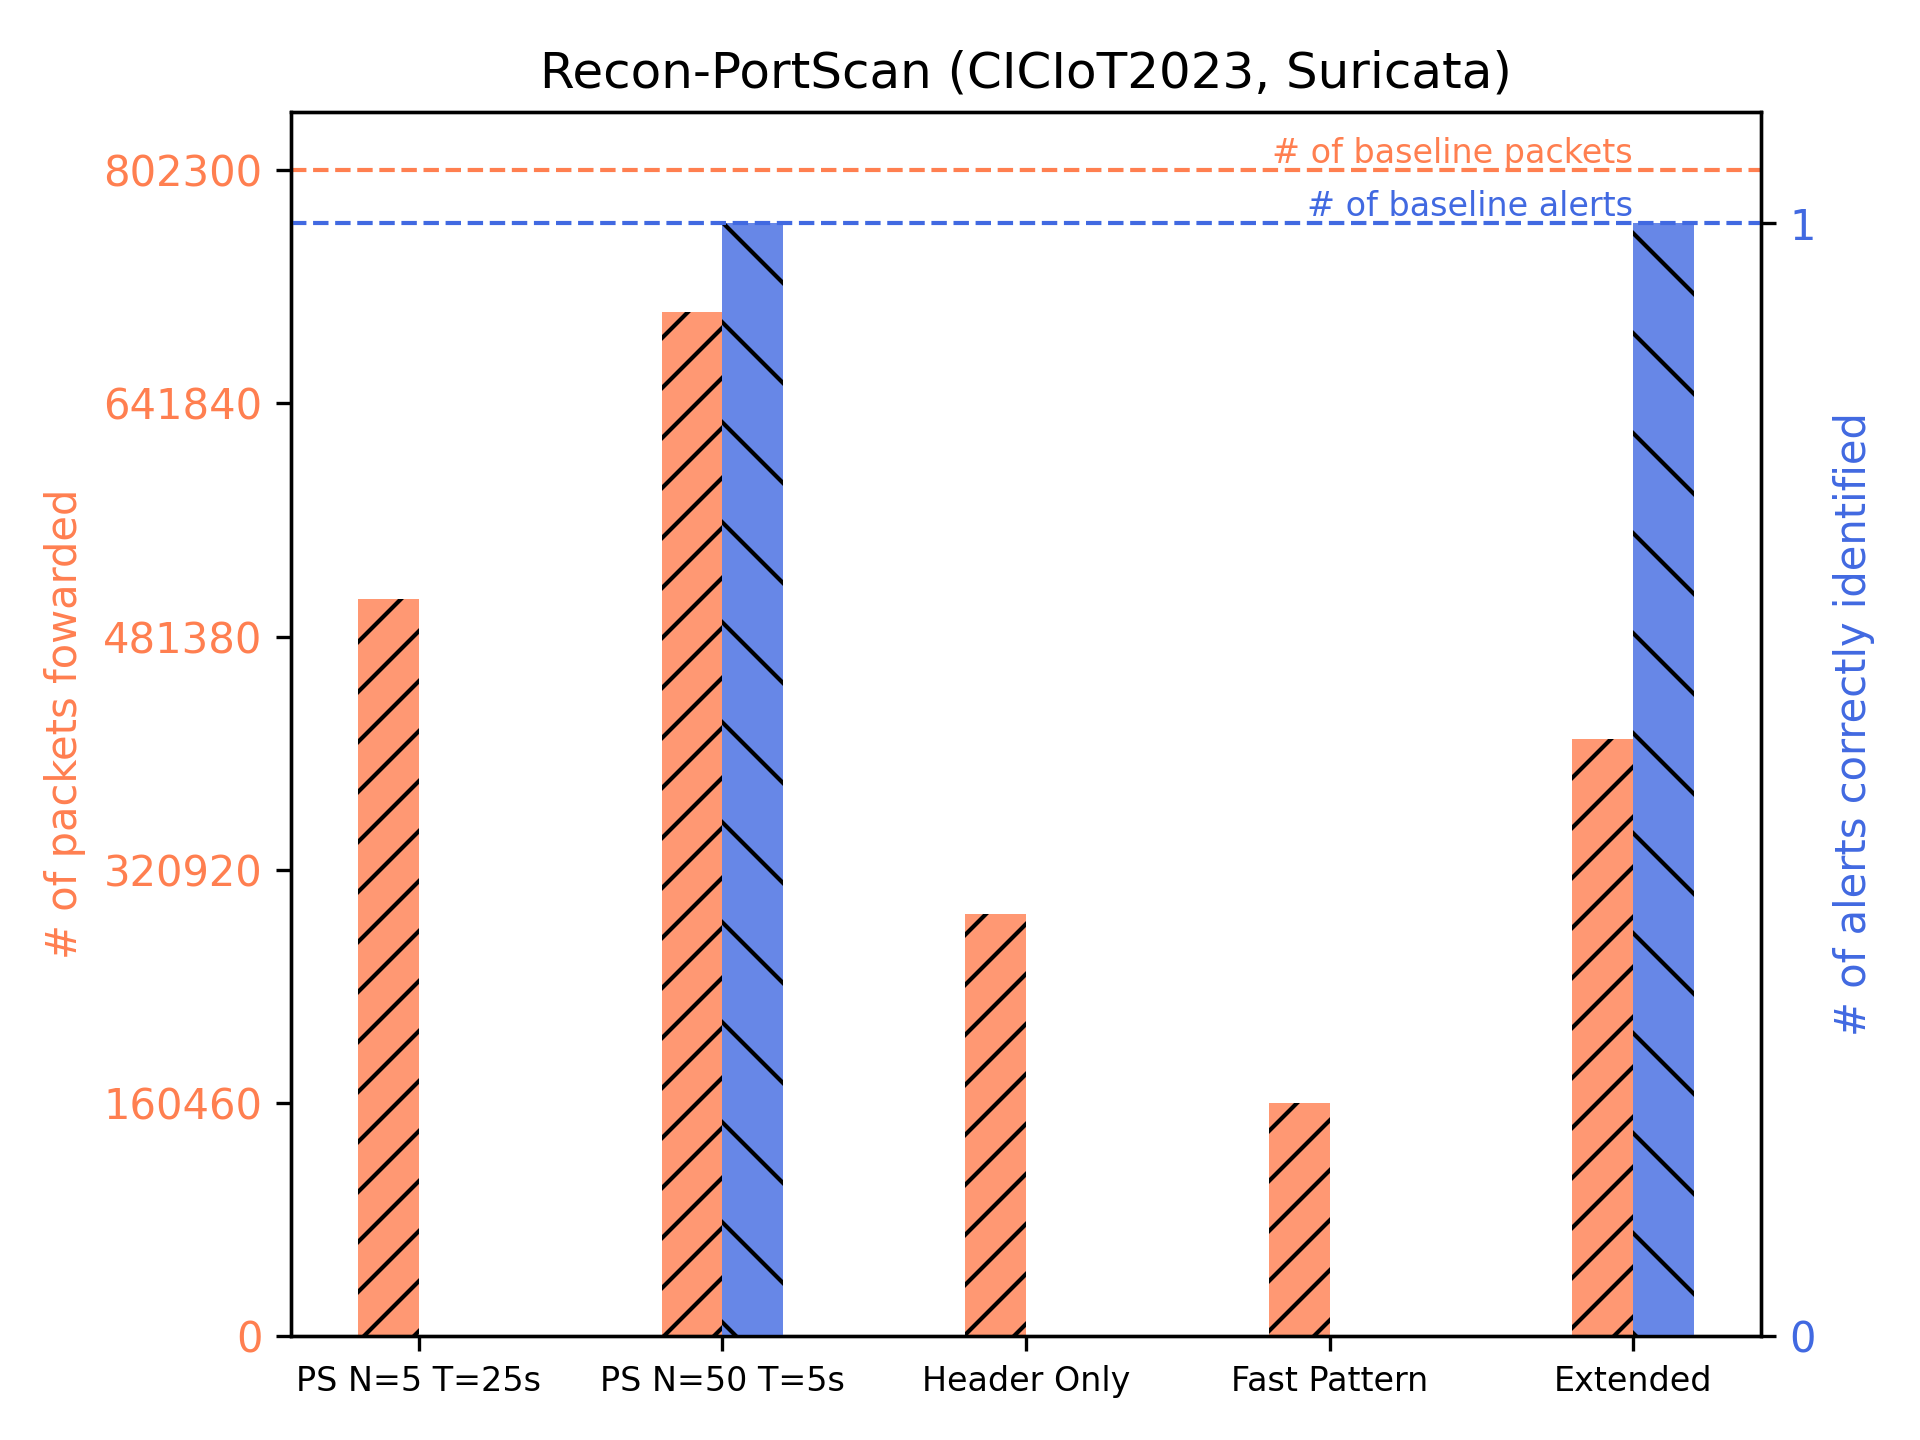 Recon-PortScan (CICIoT2023, Suricata)
# of baseline packets
# of baseline alerts
802300
641840
481380
320920
160460
0
# of packets fowarded
1
0
# of alerts correctly identified
PS N=5 T=25s
PS N=50 T=5s
Header Only
Fast Pattern
Extended